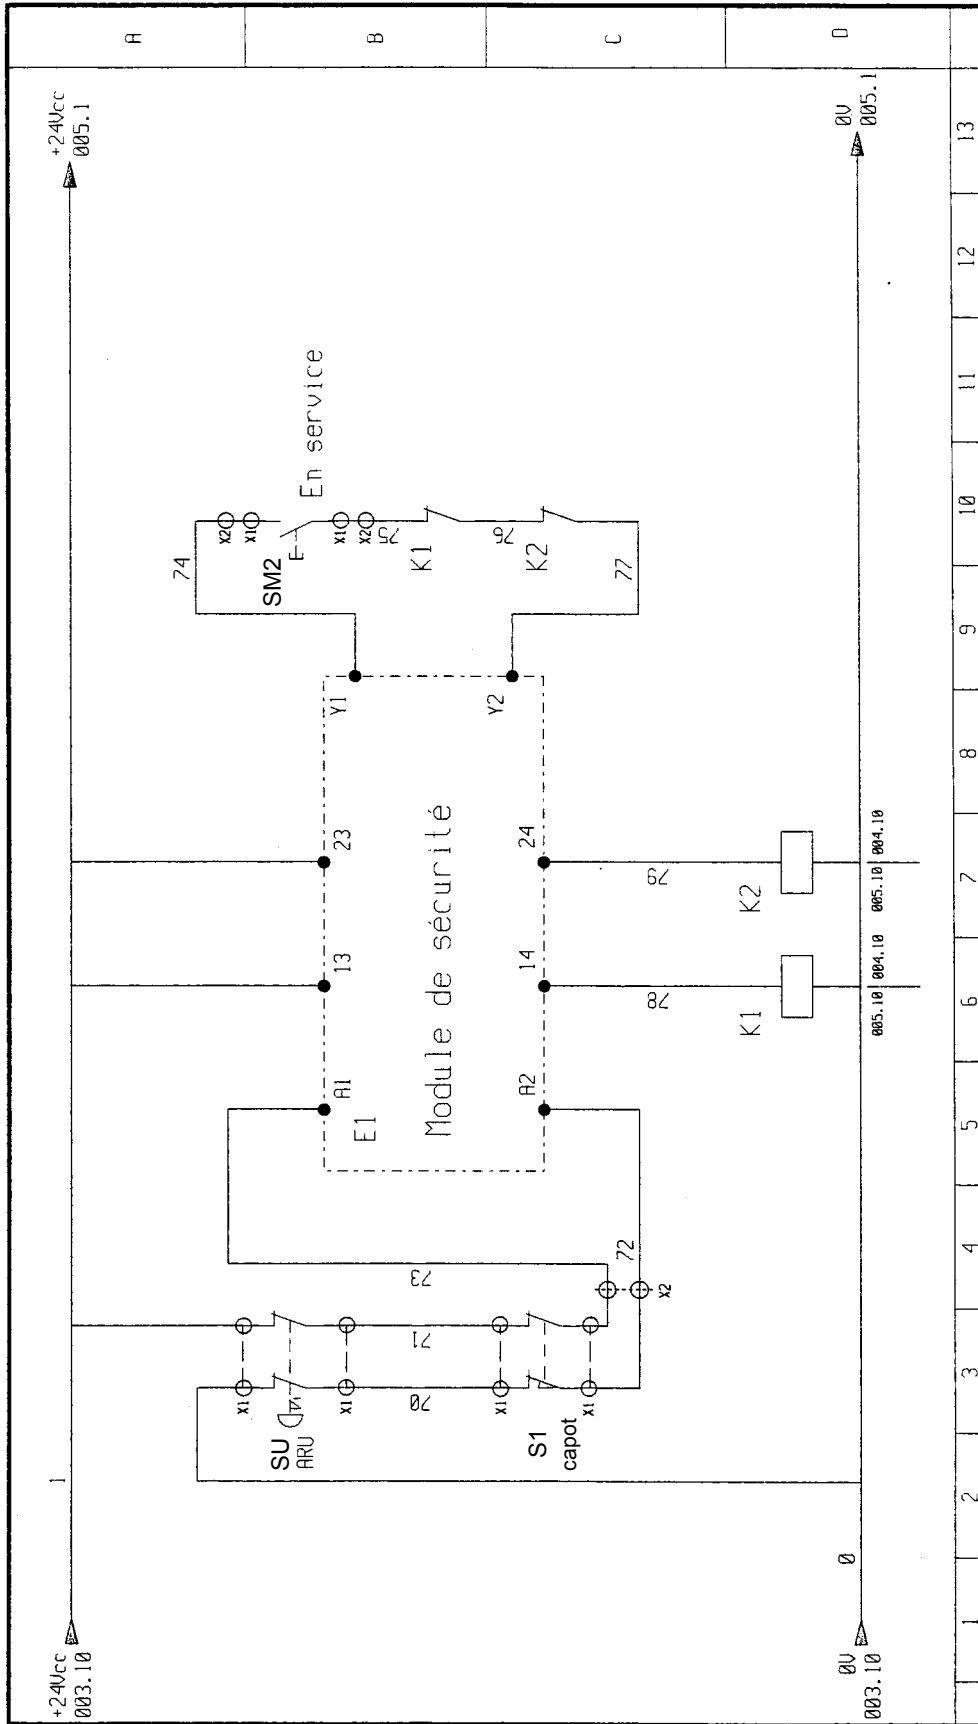 +24Vcc
003.10
1
+24Vcc
005.1
A
B
C
D
74
X2
X1
SM2
En service
X1
X2
75
K1
76
K2
77
Y1
Y2
23
13
A1
E1
Module de sécurité
24
14
A2
73
X1
SU
ARU
X1
71
70
X1
S1
capot
X1
72
X2
79
78
K2
K1
0V
003.10
0
005.10
004.10
005.10
004.10
0V
005.1
1
2
3
4
5
6
7
8
9
10
11
12
13